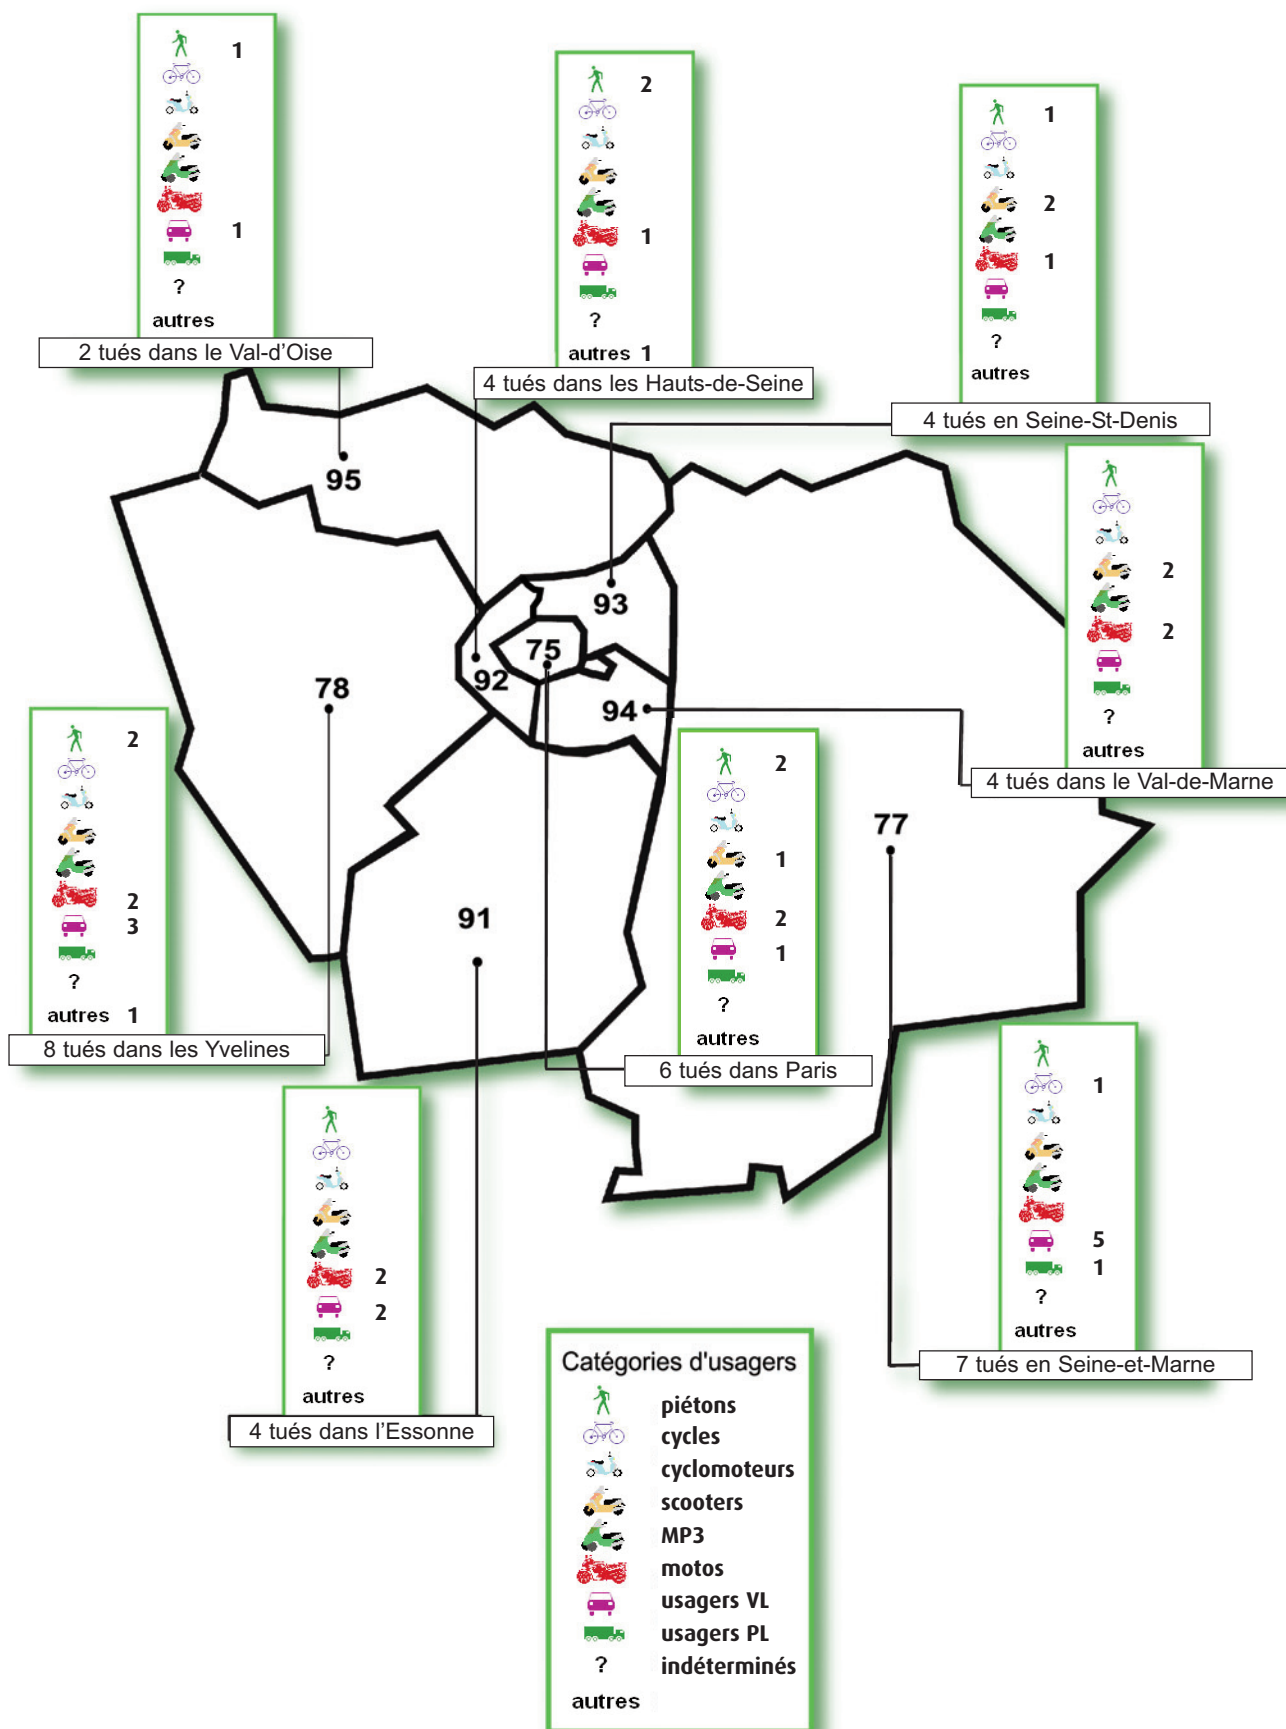 1
1
?
autres
2 tués dans le Val-d'Oise
2
1
?
autres 1
4 tués dans les Hauts-de-Seine
1
2
1
?
autres
4 tués en Seine-St-Denis
2
2
?
autres
4 tués dans le Val-de-Marne
95
93
75
92
78
94
77
91
2
2
3
?
autres 1
8 tués dans les Yvelines
2
1
2
1
?
autres
6 tués dans Paris
1
5
1
?
autres
7 tués en Seine-et-Marne
2
2
?
autres
4 tués dans l'Essonne
Catégories d'usagers
piétons
cycles
cyclomoteurs
scooters
MP3
motos
usagers VL
usagers PL
? indéterminés
autres